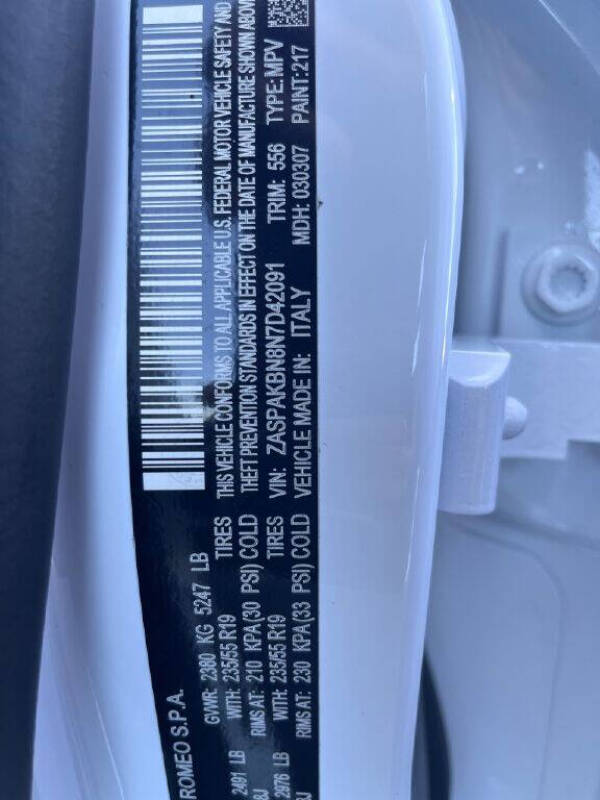 ROMEO S.P.A.
GVWR: 2380 KG 5247 LB
2491 LB WITH: 235/55 R19 TIRES
RIMS AT: 210 KPA(30 PSI) COLD
2976 LB WITH: 235/55 R19 TIRES
RIMS AT: 230 KPA(33 PSI) COLD
THIS VEHICLE CONFORMS TO ALL APPLICABLE U.S. FEDERAL MOTOR VEHICLE SAFETY AND
THEFT PREVENTION STANDARDS IN EFFECT ON THE DATE OF MANUFACTURE SHOWN ABOVE
VIN: ZASPAKBN8N7D42091 TRIM: 556 TYPE: MPV
VEHICLE MADE IN: ITALY MDH: 030307 PAINT: 217